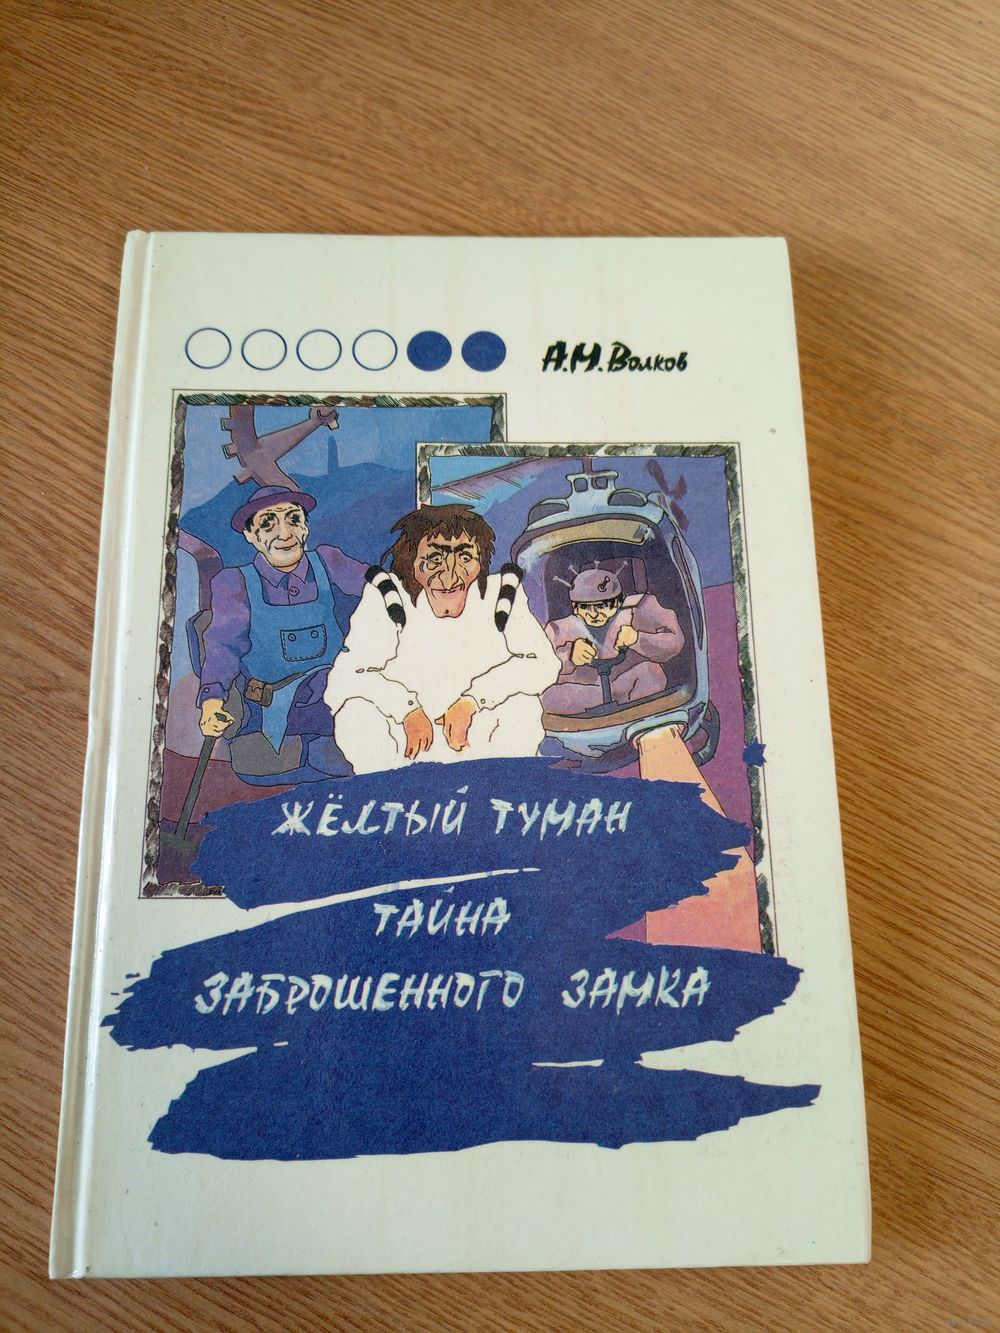 А.М. Волков
ЖЁЛТЫЙ ТУМАН
ТАЙНА
ЗАБРОШЕННОГО ЗАМКА